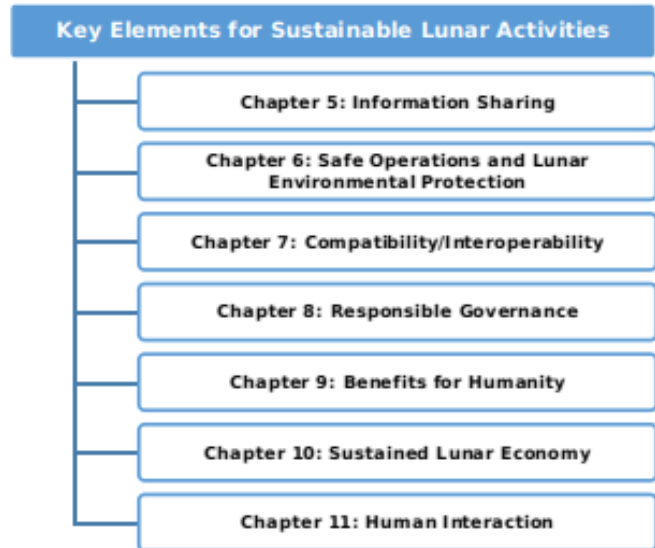 Key Elements for Sustainable Lunar Activities
Chapter 5: Information Sharing
Chapter 6: Safe Operations and Lunar
Environmental Protection
Chapter 7: Compatibility/Interoperability
Chapter 8: Responsible Governance
Chapter 9: Benefits for Humanity
Chapter 10: Sustained Lunar Economy
Chapter 11: Human Interaction